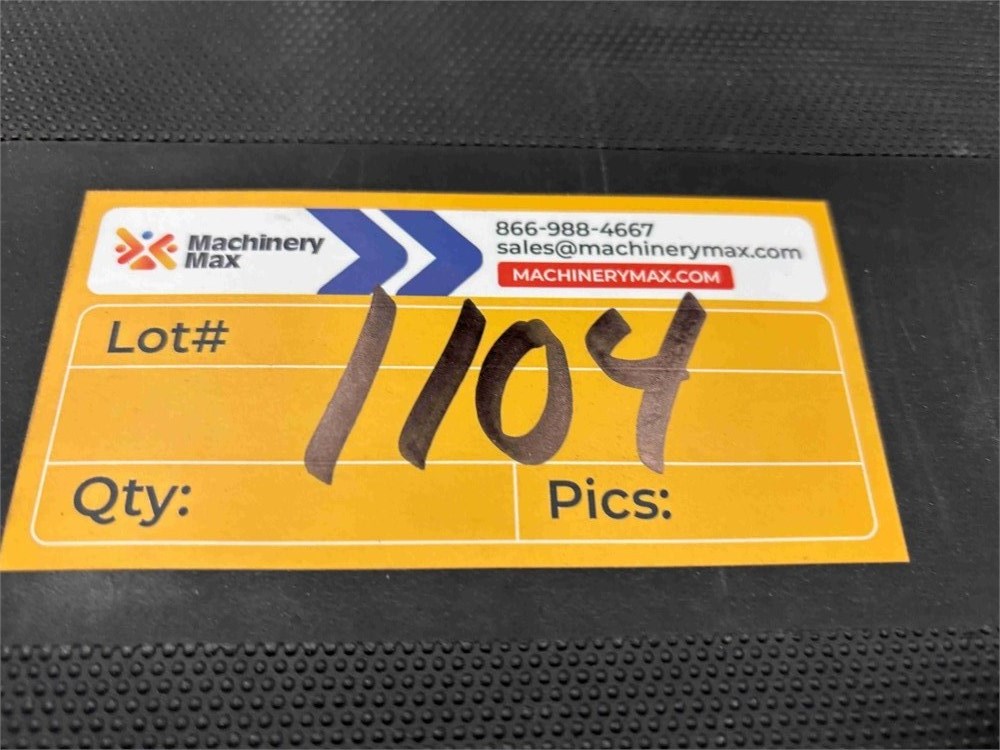 Machinery
Max
866-988-4667
sales@machinerymax.com
MACHINERYMAX.COM
Lot# 1104
Qty:
Pics: